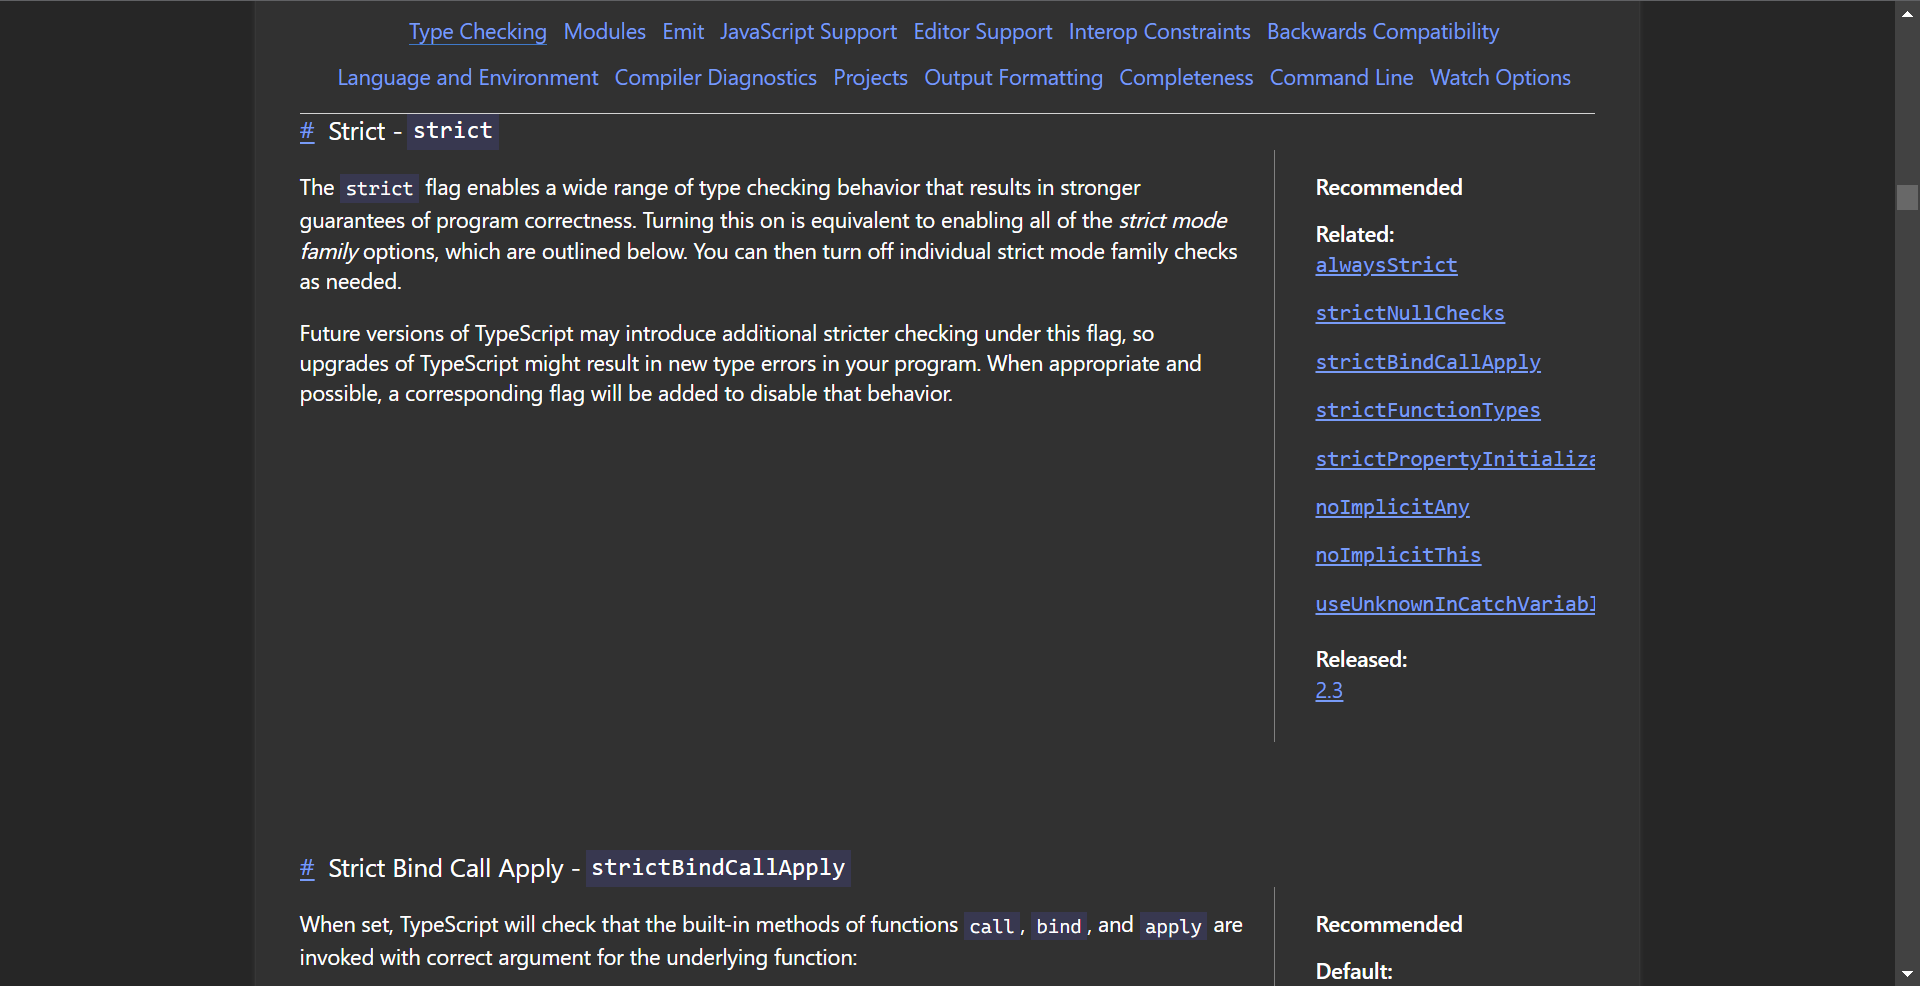 Type Checking Modules Emit JavaScript Support Editor Support Interop Constraints Backwards Compatibility
Language and Environment Compiler Diagnostics Projects Output Formatting Completeness Command Line Watch Options
# Strict - strict
The strict flag enables a wide range of type checking behavior that results in stronger
guarantees of program correctness. Turning this on is equivalent to enabling all of the strict mode
family options, which are outlined below. You can then turn off individual strict mode family checks
as needed.
Future versions of TypeScript may introduce additional stricter checking under this flag, so
upgrades of TypeScript might result in new type errors in your program. When appropriate and
possible, a corresponding flag will be added to disable that behavior.
Recommended
Related:
alwaysStrict
strictNullChecks
strictBindCallApply
strictFunctionTypes
strictPropertyInitializa
noImplicitAny
noImplicitThis
useUnknownInCatchVariabl
Released:
2.3
# Strict Bind Call Apply - strictBindCallApply
When set, TypeScript will check that the built-in methods of functions call, bind, and apply are
invoked with correct argument for the underlying function:
Recommended
Default: